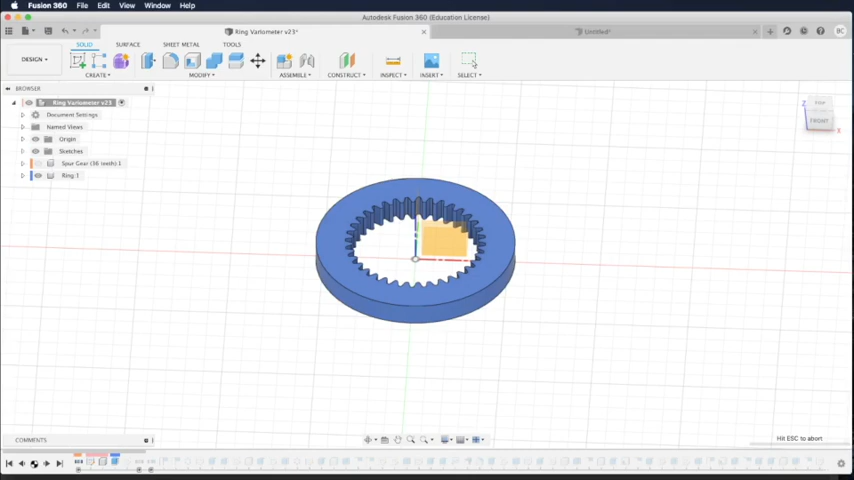 Fusion 360 File Edit View Window Help
Autodesk Fusion 360 (Education License)
Ring Variometer v23*
Untitled*
BC
DESIGN
SOLID SURFACE SHEET METAL TOOLS
CREATE MODIFY ASSEMBLE CONSTRUCT INSPECT INSERT SELECT
BROWSER
Ring Variometer v23
Document Settings
Named Views
Origin
Sketches
Spur Gear (36 teeth):1
Ring:1
TOP
Z
FRONT
X
COMMENTS
Hit ESC to abort